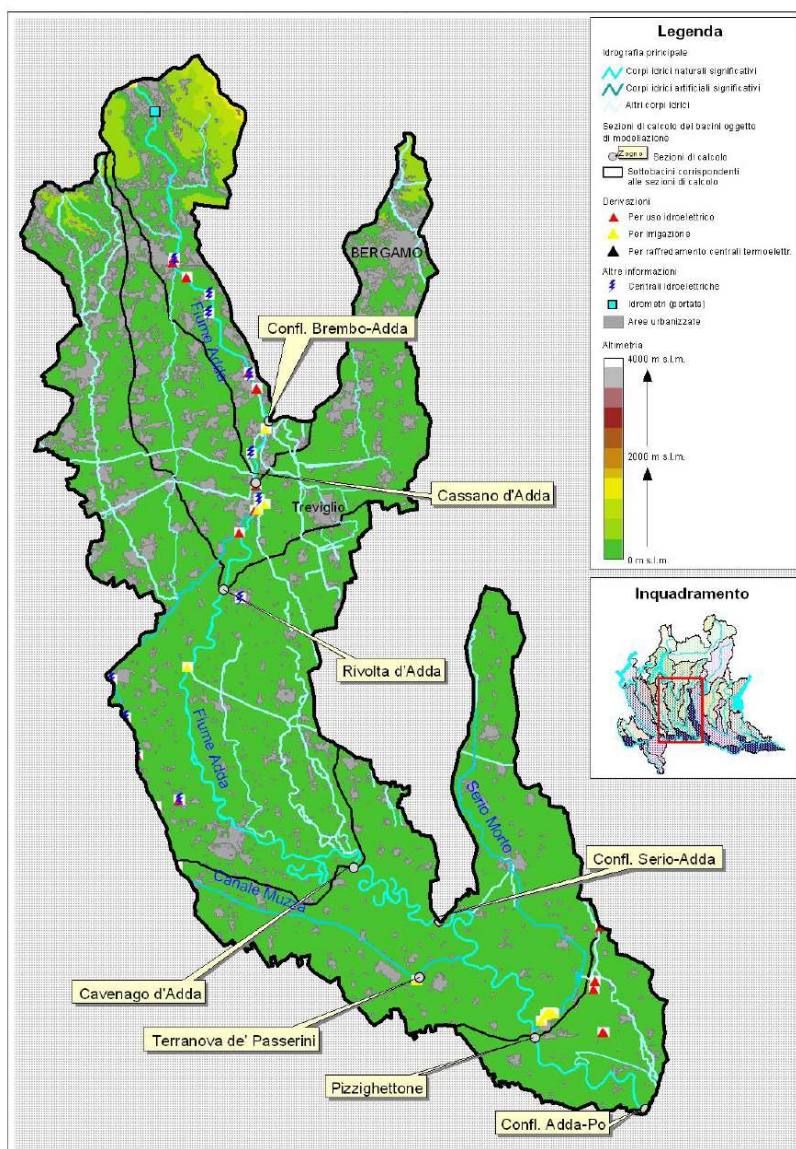 Legenda
Idrografia principale
Corpi idrici naturali significativi
Corpi idrici artificiali significativi
Altri corpi idrici
Sezioni di calcolo dei bacini oggetto
di modellazione
Zogno
Sezioni di calcolo
Sottobacini corrispondenti
alle sezioni di calcolo
Derivazioni
Per uso idroelettrico
Per irrigazione
Per raffredamento centrali termoelettr.
Altre informazioni
Centrali idroelettriche
Idrometri (portata)
Aree urbanizzate
Altimetria
4000 m s.l.m.
2000 m s.l.m.
0 m s.l.m.
Inquadramento
BERGAMO
Fiume Adda
Confl. Brembo-Adda
Cassano d'Adda
Treviglio
Rivolta d'Adda
Fiume Adda
Serio Morto
Confl. Serio-Adda
Canale Muzza
Cavenago d'Adda
Terranova de' Passerini
Pizzighettone
Confl. Adda-Po